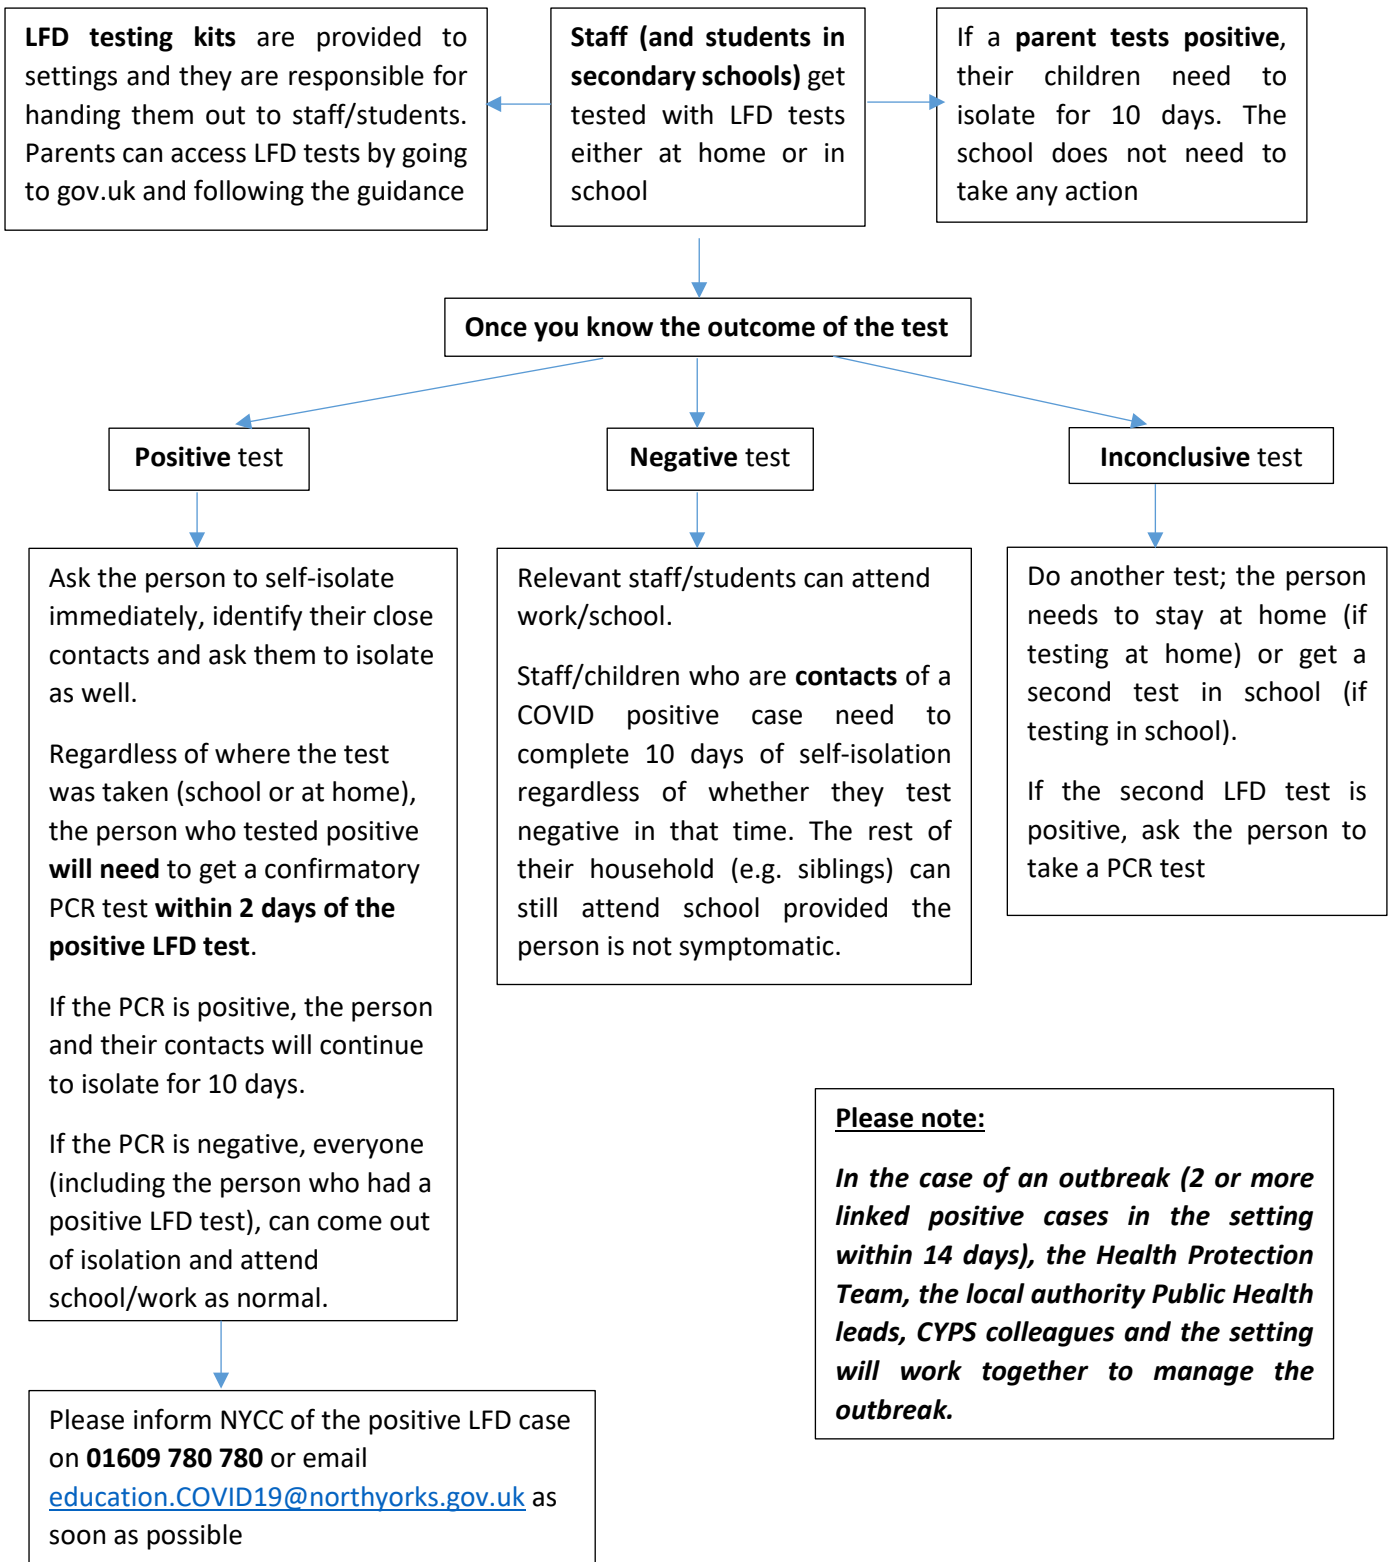 LFD testing kits are provided to
settings and they are responsible for
handing them out to staff/students.
Parents can access LFD tests by going
to gov.uk and following the guidance
Staff (and students in
secondary schools) get
tested with LFD tests
either at home or in
school
If a parent tests positive,
their children need to
isolate for 10 days. The
school does not need to
take any action
Once you know the outcome of the test
Positive test
Negative test
Inconclusive test
Ask the person to self-isolate
immediately, identify their close
contacts and ask them to isolate
as well.
Regardless of where the test
was taken (school or at home),
the person who tested positive
will need to get a confirmatory
PCR test within 2 days of the
positive LFD test.
If the PCR is positive, the person
and their contacts will continue
to isolate for 10 days.
If the PCR is negative, everyone
(including the person who had a
positive LFD test), can come out
of isolation and attend
school/work as normal.
Relevant staff/students can attend
work/school.
Staff/children who are contacts of a
COVID positive case need to
complete 10 days of self-isolation
regardless of whether they test
negative in that time. The rest of
their household (e.g. siblings) can
still attend school provided the
person is not symptomatic.
Do another test; the person
needs to stay at home (if
testing at home) or get a
second test in school (if
testing in school).
If the second LFD test is
positive, ask the person to
take a PCR test
Please note:
In the case of an outbreak (2 or more
linked positive cases in the setting
within 14 days), the Health Protection
Team, the local authority Public Health
leads, CYPS colleagues and the setting
will work together to manage the
outbreak.
Please inform NYCC of the positive LFD case
on 01609 780 780 or email
education.COVID19@northyorks.gov.uk as
soon as possible